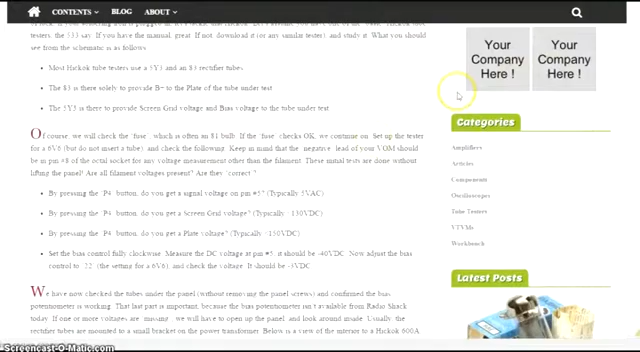 CONTENTS BLOG ABOUT
testers, the 533 say. If you have the manual, great. If not, download it (or any similar tester) and study it. What you should
see from the schematic is as follows
Most Hickok tube testers use a 5Y3 and an 83 rectifier tubes
The 83 is there solely to provide B+ to the Plate of the tube under test
The 5Y3 is there to provide Screen Grid voltage and Bias voltage to the tube under test
Of course, we will check the "fuse", which is often an 81 bulb. If the "fuse" checks OK, we continue on. Set up the tester
for a 6V6 (but do not insert a tube), and check the following. Keep in mind that the "negative" lead of your VOM should
be in pin #8 of the octal socket for any voltage measurement other than the filament. These initial tests are done without
lifting the panel! Are all filament voltages present? Are they "correct"?
By pressing the "P4" button, do you get a signal voltage on pin #5? (Typically 5VAC)
By pressing the "P4" button, do you get a Screen Grid voltage? (Typically ~130VDC)
By pressing the "P4" button, do you get a Plate voltage? (Typically ~150VDC)
Set the bias control fully clockwise. Measure the DC voltage at pin #5, it should be -40VDC. Now adjust the bias
control to "22" (the setting for a 6V6), and check the voltage. It should be -3VDC
We have now checked the tubes under the panel (without removing the panel screws) and confirmed the bias
potentiometer is working. That last part is important, because the bias potentiometer isn't available from Radio Shack
today. If one or more voltages are missing, we will have to open up the panel and look around inside. Usually, the
rectifier tubes are mounted to a small bracket on the power transformer. Below is a view of the interior to a Hickok 600A
Your Company Here !
Your Company Here !
Categories
Amplifiers
Articles
Components
Oscilloscopes
Tube Testers
VTVMs
Workbench
Latest Posts
Screencast-O-Matic.com